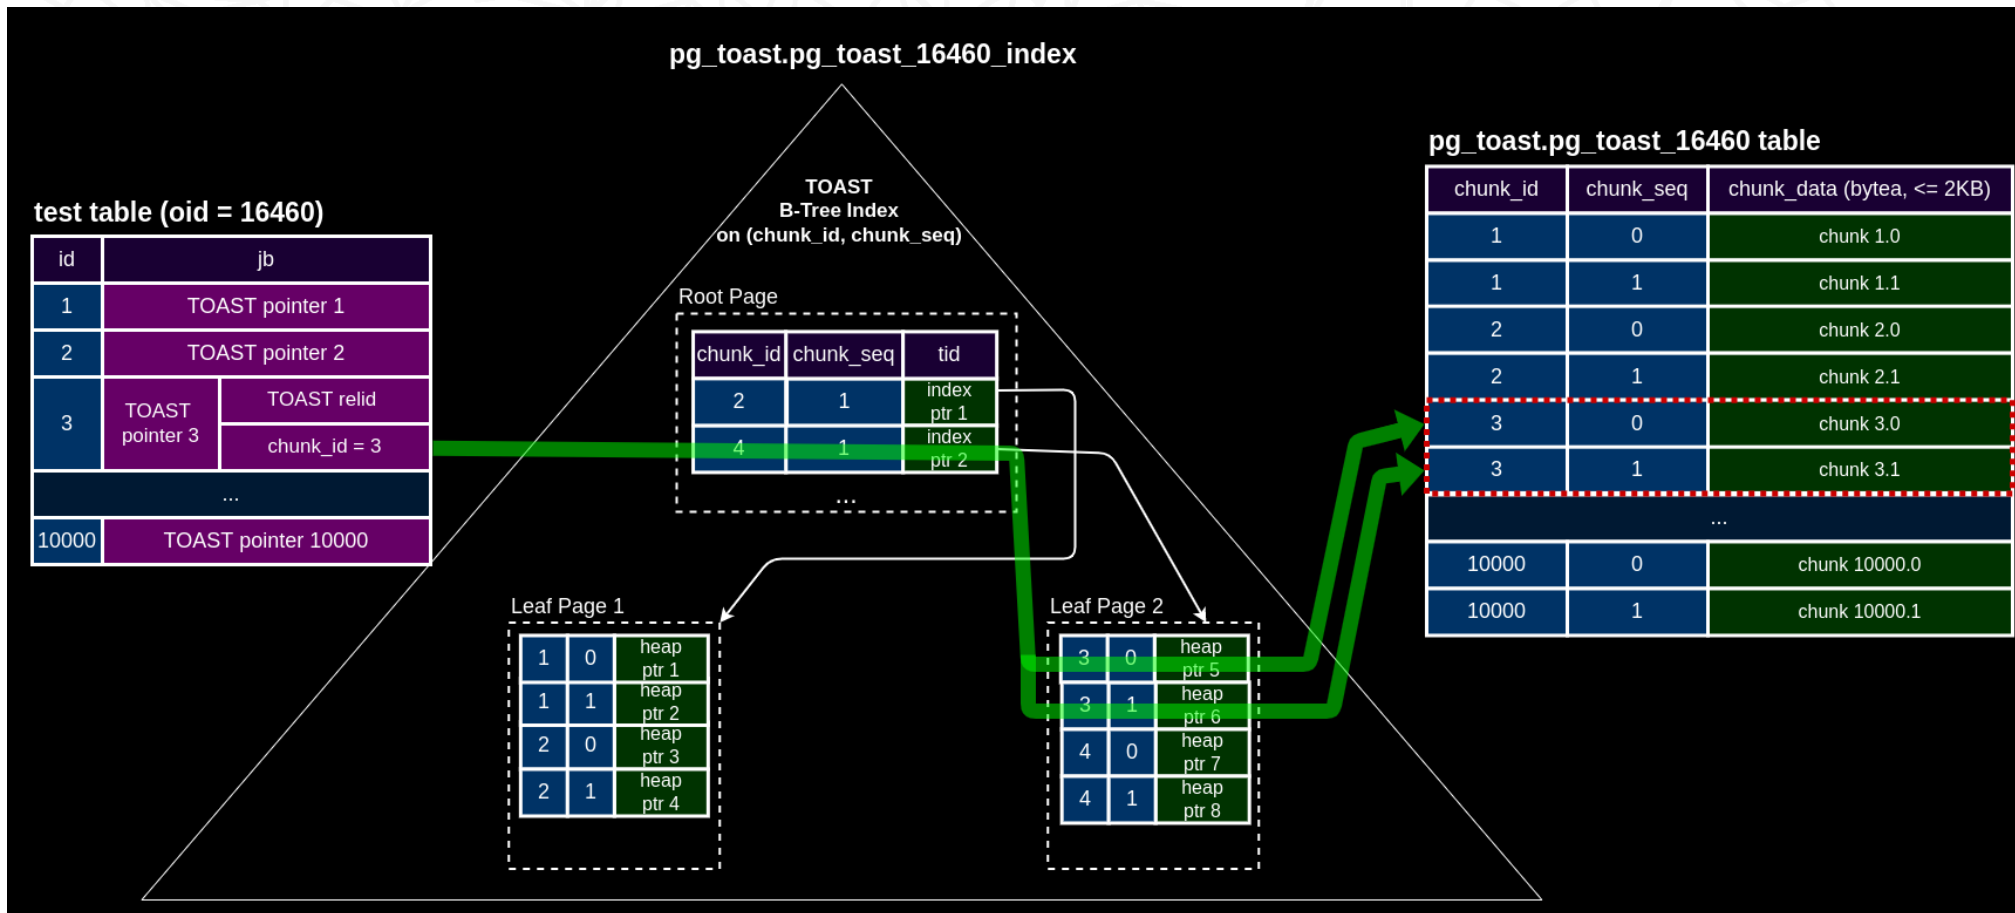 pg_toast.pg_toast_16460_index
TOAST
B-Tree Index
on (chunk_id, chunk_seq)
test table (oid = 16460)
id jb
1 TOAST pointer 1
2 TOAST pointer 2
3 TOAST pointer 3 TOAST relid
chunk_id = 3
...
10000 TOAST pointer 10000
Root Page
chunk_id chunk_seq tid
2 1 index ptr 1
4 1 index ptr 2
...
Leaf Page 1
1 0 heap ptr 1
1 1 heap ptr 2
2 0 heap ptr 3
2 1 heap ptr 4
Leaf Page 2
3 0 heap ptr 5
3 1 heap ptr 6
4 0 heap ptr 7
4 1 heap ptr 8
pg_toast.pg_toast_16460 table
chunk_id chunk_seq chunk_data (bytea, <= 2KB)
1 0 chunk 1.0
1 1 chunk 1.1
2 0 chunk 2.0
2 1 chunk 2.1
3 0 chunk 3.0
3 1 chunk 3.1
...
10000 0 chunk 10000.0
10000 1 chunk 10000.1